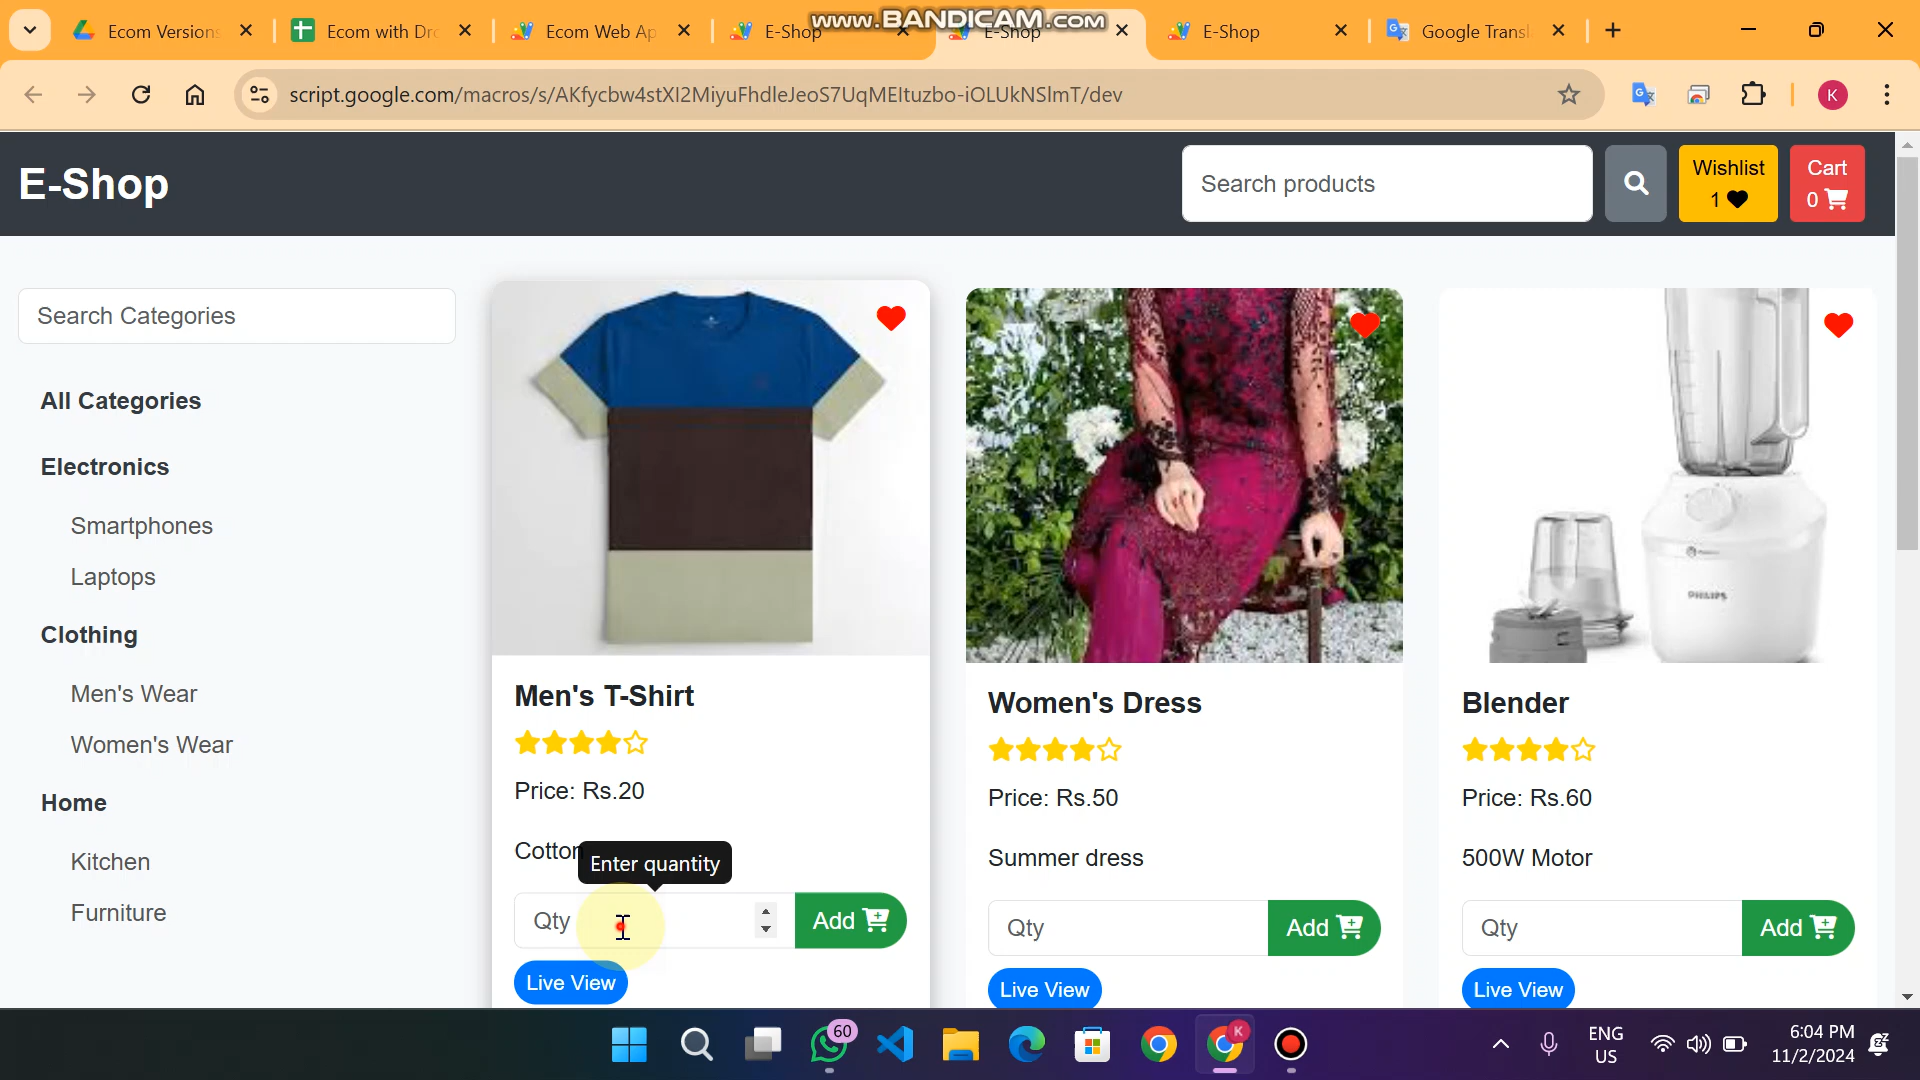 www.BANDICAM.com
Ecom Versions
Ecom with Dr
Ecom Web Ap
E-Shop
E-Shop
E-Shop
Google Transl
script.google.com/macros/s/AKfycbw4stXI2MiyuFhdleJeoS7UqMEItuzbo-iOLUkNSlmT/dev
K
E-Shop
Search products
Wishlist
1
Cart
0
Search Categories
All Categories
Electronics
Smartphones
Laptops
Clothing
Men's Wear
Women's Wear
Home
Kitchen
Furniture
Men's T-Shirt
Price: Rs.20
Cotton
Enter quantity
Qty
Add
Live View
Women's Dress
Price: Rs.50
Summer dress
Qty
Add
Live View
PHILIPS
Blender
Price: Rs.60
500W Motor
Qty
Add
Live View
60
K
ENG
US
6:04 PM
11/2/2024